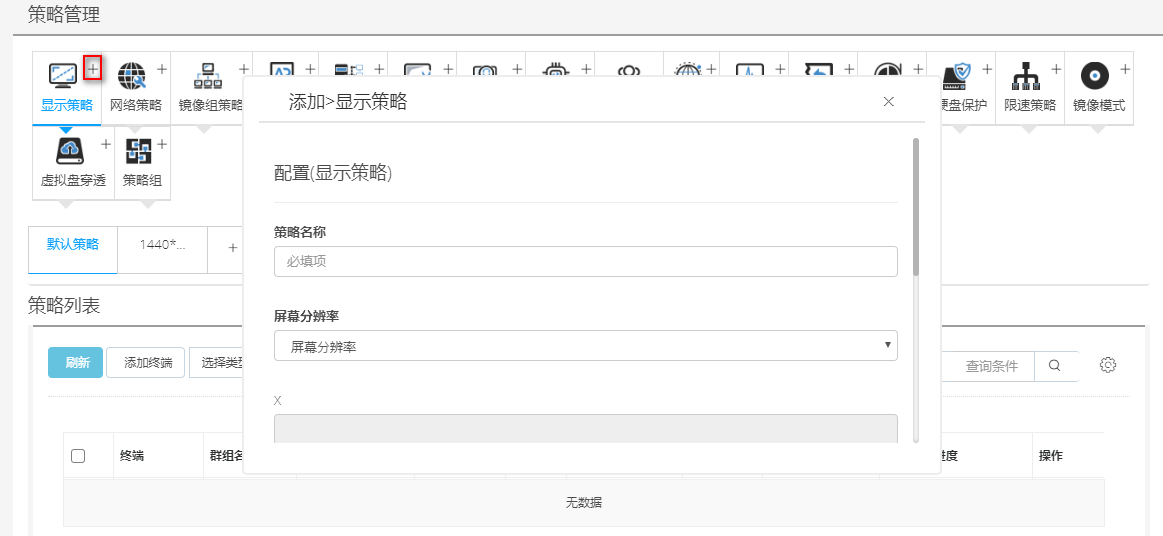 策略管理
+ + + + + + + + + + + + + + +
显示策略 网络策略 镜像组策略 硬盘保护 限速策略 镜像模式
+ +
虚拟盘穿透 策略组
默认策略 1440*... +
策略列表
刷新 添加终端 选择类型 查询条件
终端 群组名 进度 操作
无数据
添加>显示策略
配置(显示策略)
策略名称
必填项
屏幕分辨率
屏幕分辨率
X